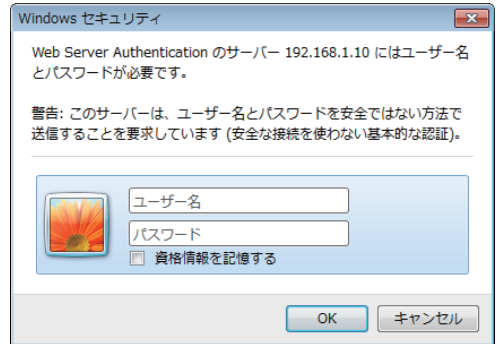 Windows セキュリティ
Web Server Authentication のサーバー 192.168.1.10 にはユーザー名
とパスワードが必要です。
警告: このサーバーは、ユーザー名とパスワードを安全ではない方法で
送信することを要求しています (安全な接続を使わない基本的な認証)。
ユーザー名
パスワード
資格情報を記憶する
OK
キャンセル